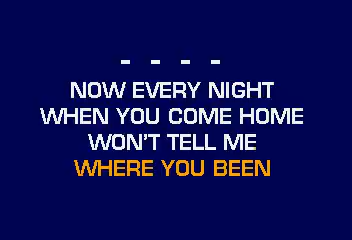 - - - -
NOW EVERY NIGHT
WHEN YOU COME HOME
WON'T TELL ME
WHERE YOU BEEN